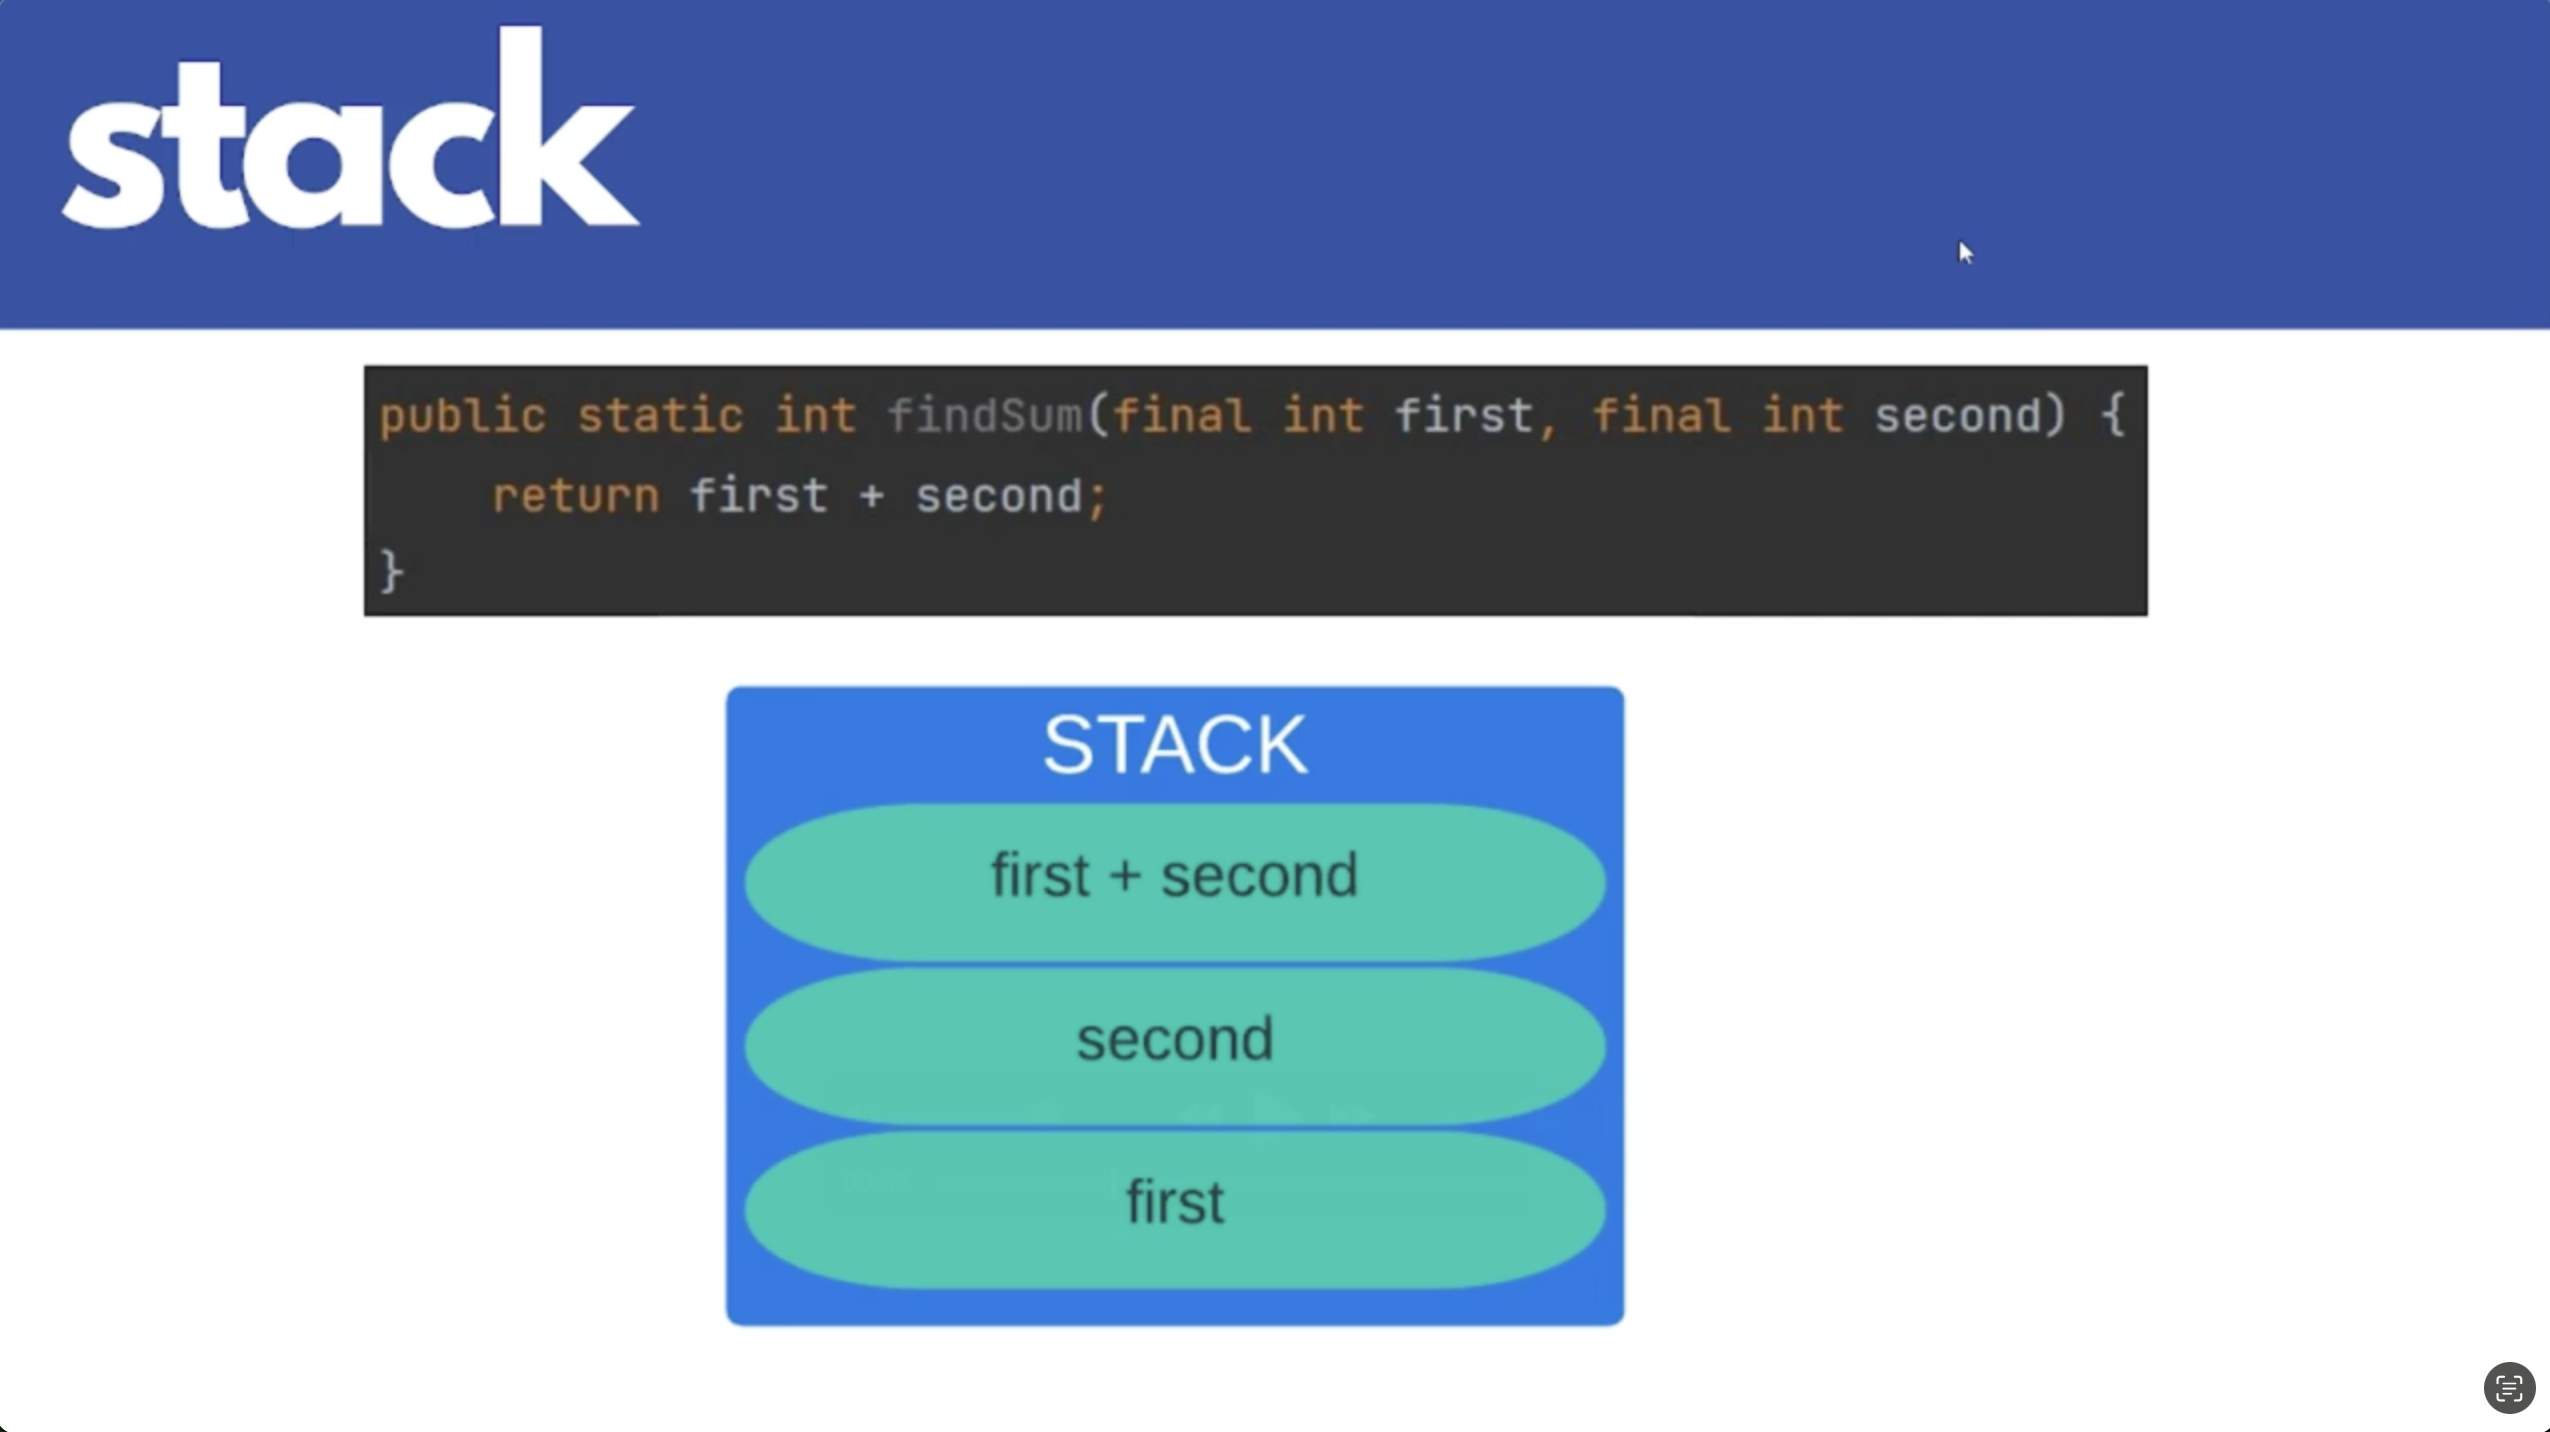 stack
public static int findSum(final int first, final int second) {
return first + second;
}
STACK
first + second
second
first